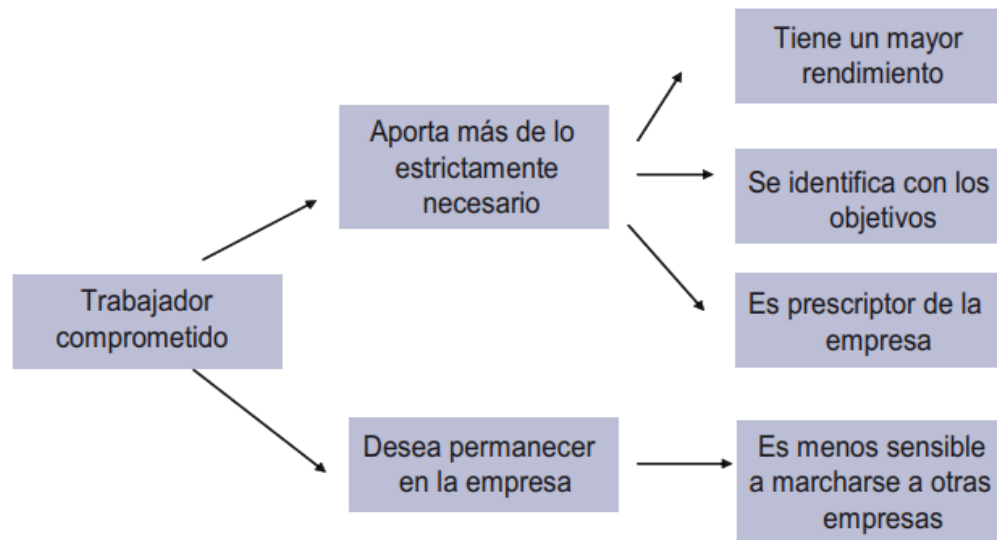 Trabajador
comprometido
Aporta más de lo
estrictamente
necesario
Tiene un mayor
rendimiento
Se identifica con los
objetivos
Es prescriptor de la
empresa
Desea permanecer
en la empresa
Es menos sensible
a marcharse a otras
empresas